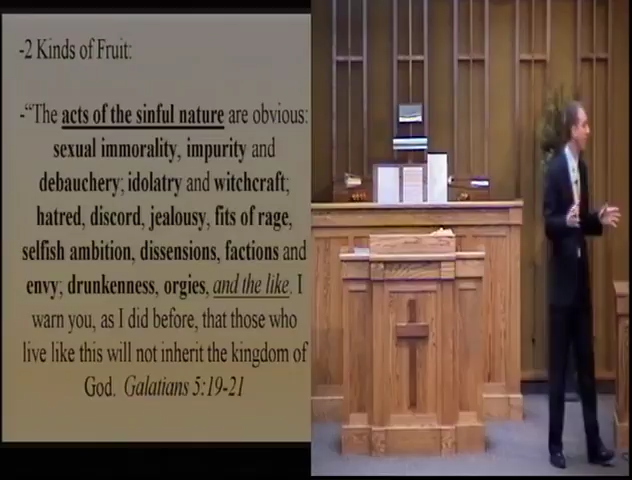 -2 Kinds of Fruit:
-“The acts of the sinful nature are obvious:
sexual immorality, impurity and
debauchery; idolatry and witchcraft;
hatred, discord, jealousy, fits of rage,
selfish ambition, dissensions, factions and
envy; drunkenness, orgies, and the like. I
warn you, as I did before, that those who
live like this will not inherit the kingdom of
God. Galatians 5:19-21